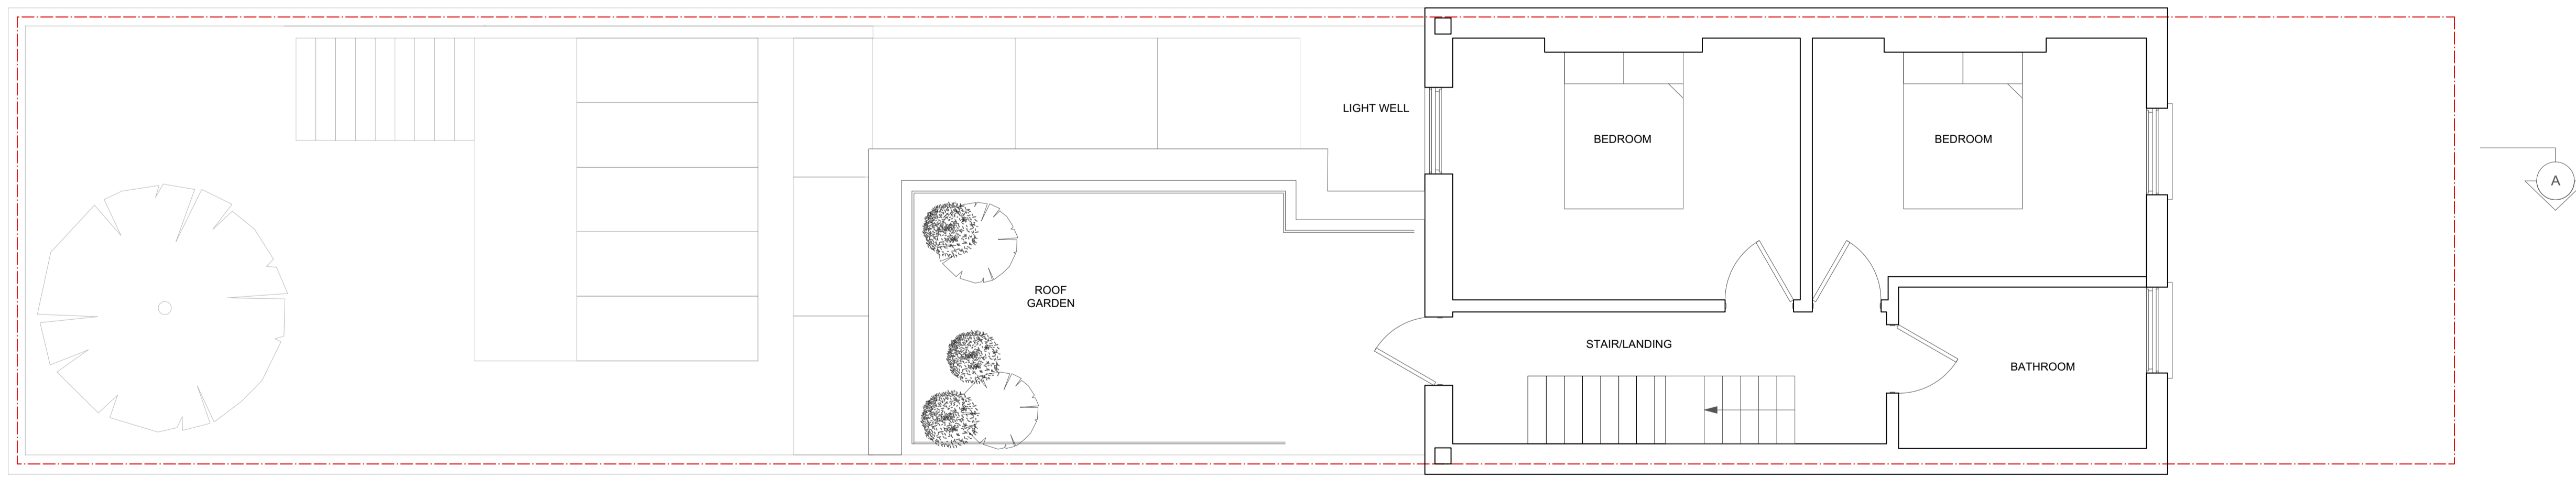 LIGHT WELL
BEDROOM
BEDROOM
A
ROOF
GARDEN
STAIR/LANDING
BATHROOM